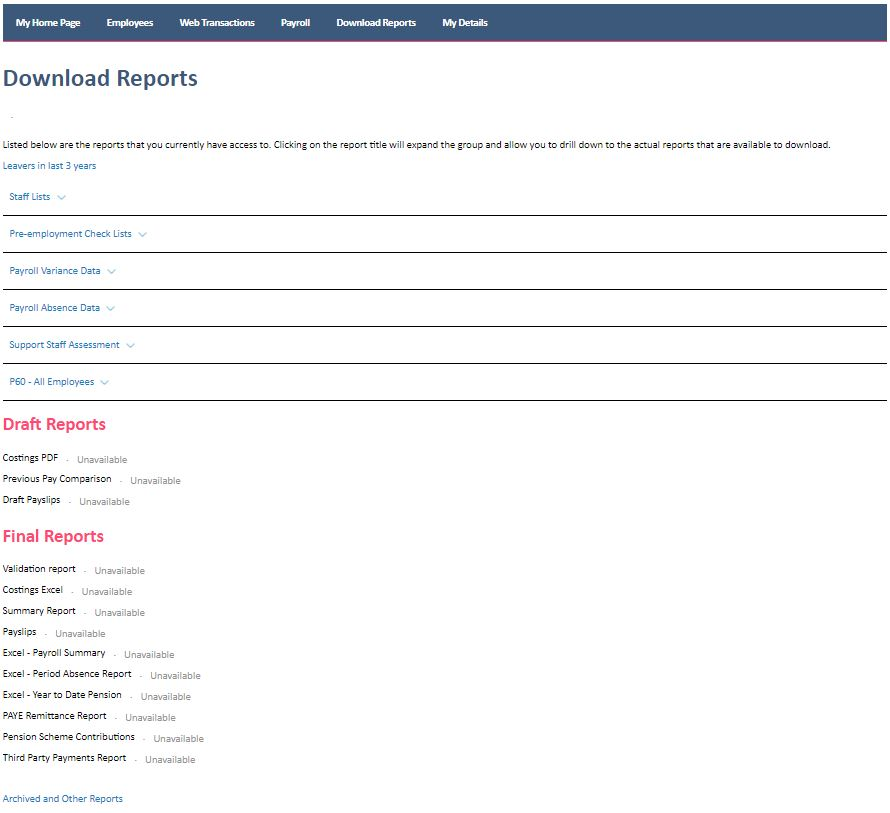 My Home Page Employees Web Transactions Payroll Download Reports My Details
Download Reports
Listed below are the reports that you currently have access to. Clicking on the report title will expand the group and allow you to drill down to the actual reports that are available to download.
Leavers in last 3 years
Staff Lists
Pre-employment Check Lists
Payroll Variance Data
Payroll Absence Data
Support Staff Assessment
P60 - All Employees
Draft Reports
Costings PDF - Unavailable
Previous Pay Comparison - Unavailable
Draft Payslips - Unavailable
Final Reports
Validation report - Unavailable
Costings Excel - Unavailable
Summary Report - Unavailable
Payslips - Unavailable
Excel - Payroll Summary - Unavailable
Excel - Period Absence Report - Unavailable
Excel - Year to Date Pension - Unavailable
PAYE Remittance Report - Unavailable
Pension Scheme Contributions - Unavailable
Third Party Payments Report - Unavailable
Archived and Other Reports